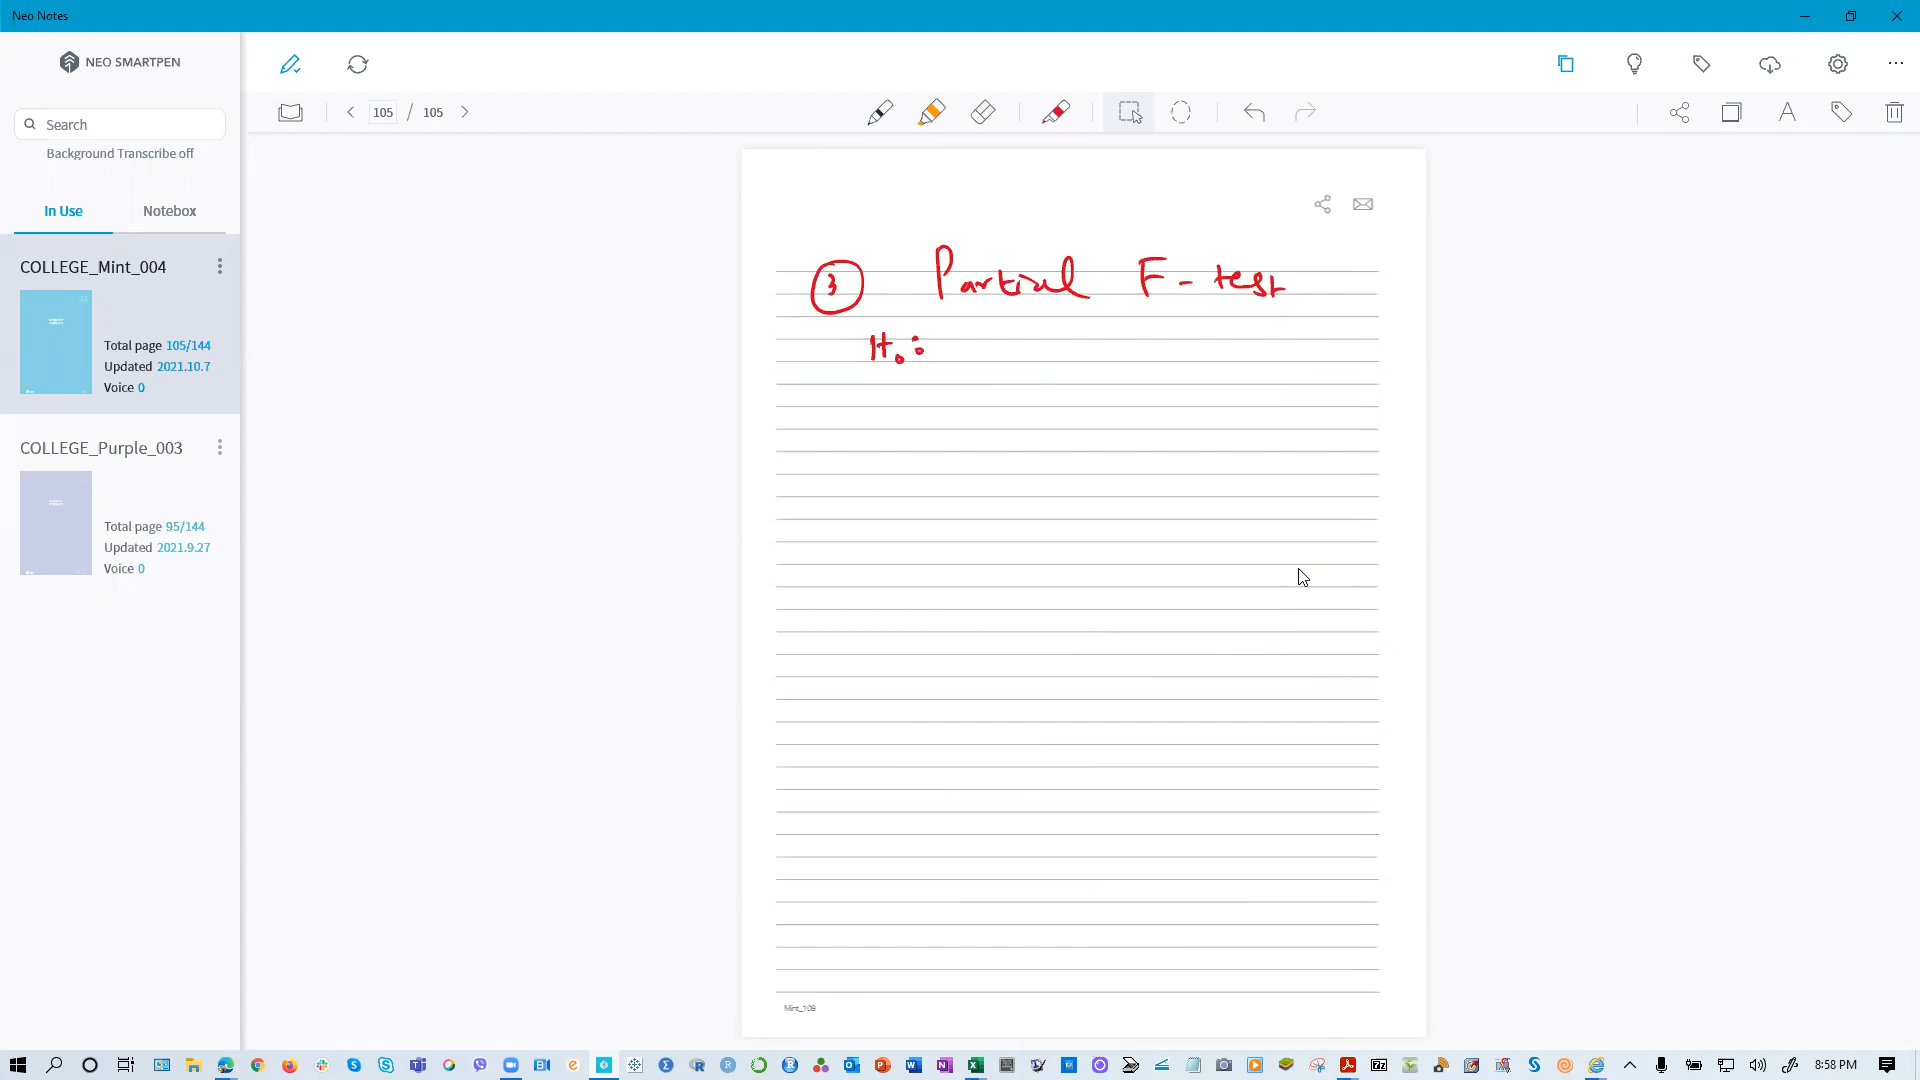 Neo Notes
NEO SMARTPEN
Search
Background Transcribe off
In Use
Notebox
COLLEGE_Mint_004
Total page 105/144
Updated 2021.10.7
Voice 0
COLLEGE_Purple_003
Total page 95/144
Updated 2021.9.27
Voice 0
105 / 105
③ Partial F-test
H₀:
Mint_108
8:58 PM